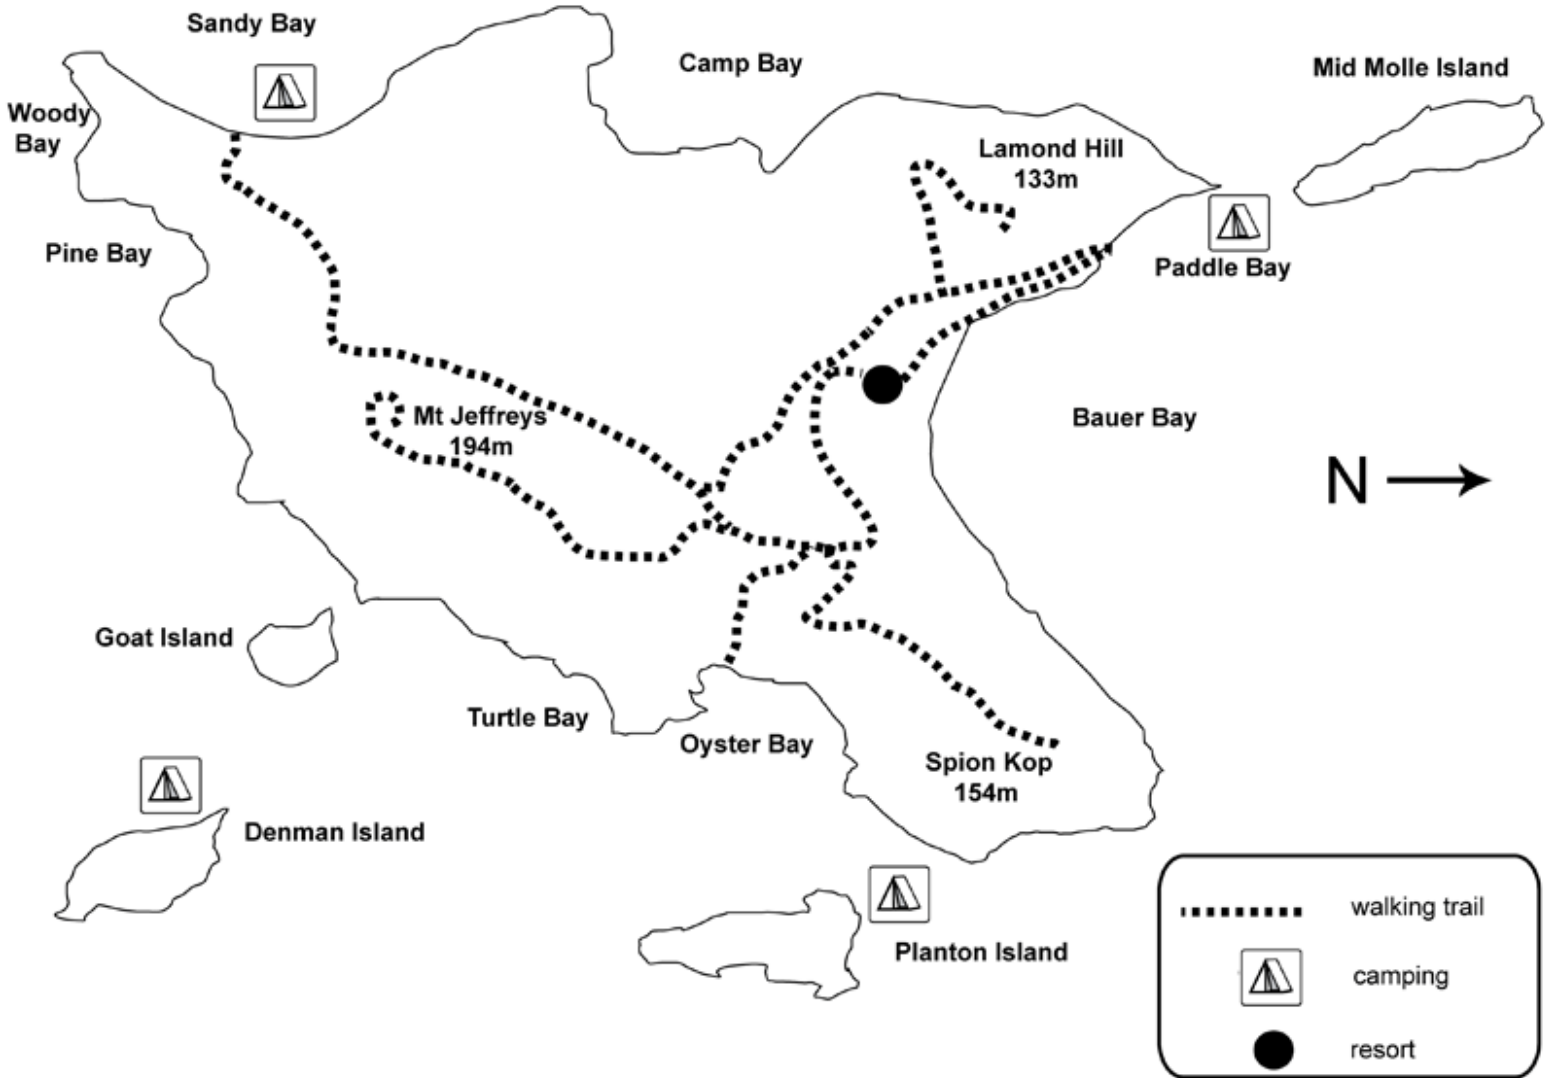 Sandy Bay
Camp Bay
Mid Molle Island
Woody
Bay
Lamond Hill
133m
Pine Bay
Paddle Bay
Mt Jeffreys
194m
Bauer Bay
N
Goat Island
Turtle Bay
Oyster Bay
Spion Kop
154m
Denman Island
Planton Island
walking trail
camping
resort